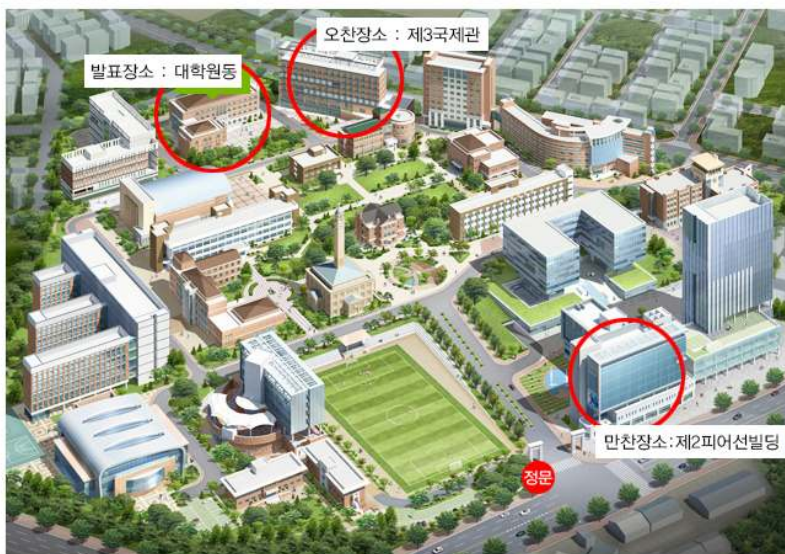 오찬장소 : 제3국제관
발표장소 : 대학원동
만찬장소 : 제2피어선빌딩
정문